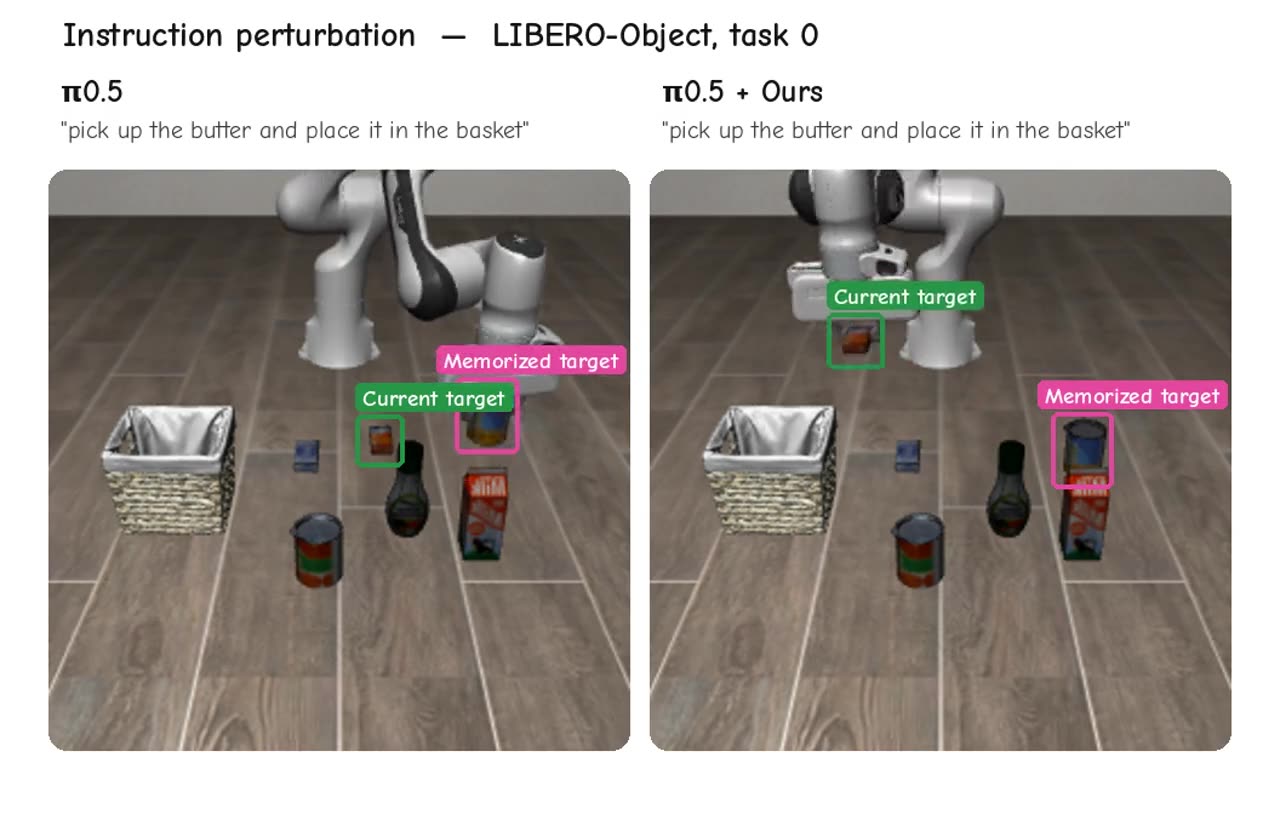 Instruction perturbation — LIBERO-Object, task 0
π0.5
"pick up the butter and place it in the basket"
π0.5 + Ours
"pick up the butter and place it in the basket"
Current target
Memorized target
Current target
Memorized target